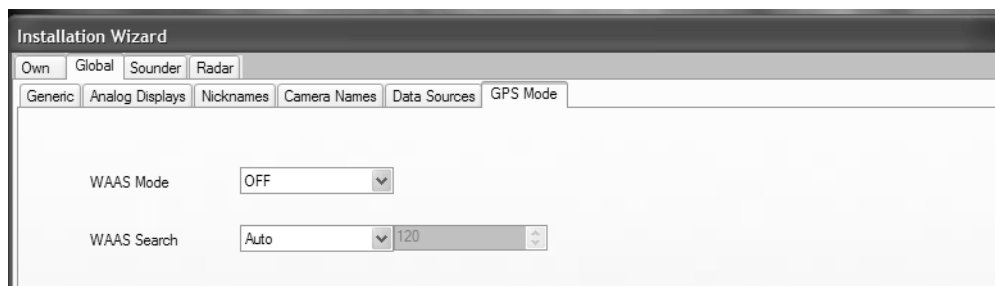 Installation Wizard
Own Global Sounder Radar
Generic Analog Displays Nicknames Camera Names Data Sources GPS Mode
WAAS Mode OFF
WAAS Search Auto 120